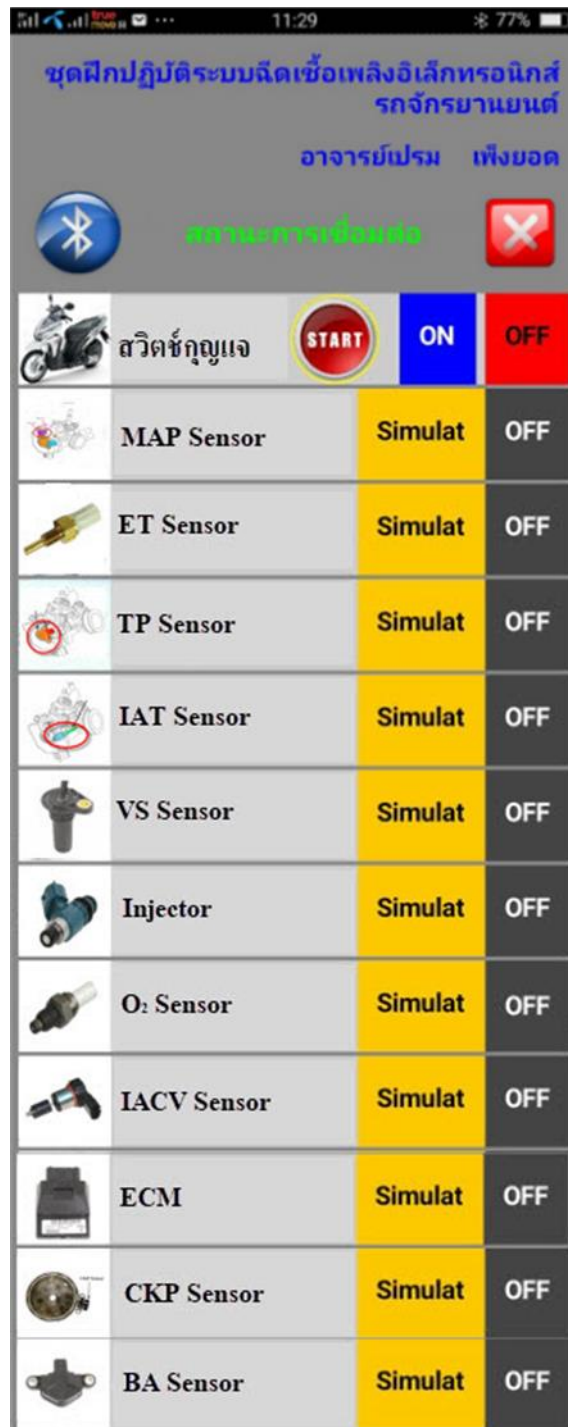 11:29 77%
ชุดฝึกปฏิบัติระบบฉีดเชื้อเพลิงอิเล็กทรอนิกส์
รถจักรยานยนต์
อาจารย์เปรม เพ็งยอด
สถานะการเชื่อมต่อ
สวิตช์กุญแจ START ON OFF
MAP Sensor Simulat OFF
ET Sensor Simulat OFF
TP Sensor Simulat OFF
IAT Sensor Simulat OFF
VS Sensor Simulat OFF
Injector Simulat OFF
O₂ Sensor Simulat OFF
IACV Sensor Simulat OFF
ECM Simulat OFF
CKP Sensor Simulat OFF
BA Sensor Simulat OFF